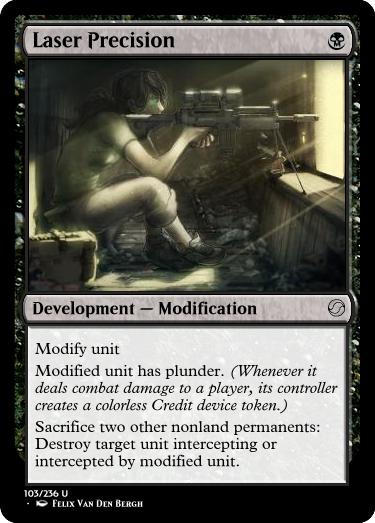 Laser Precision
Development — Modification
Modify unit
Modified unit has plunder. (Whenever it
deals combat damage to a player, its controller
creates a colorless Credit device token.)
Sacrifice two other nonland permanents:
Destroy target unit intercepting or
intercepted by modified unit.
103/236 U
· Felix Van Den Bergh